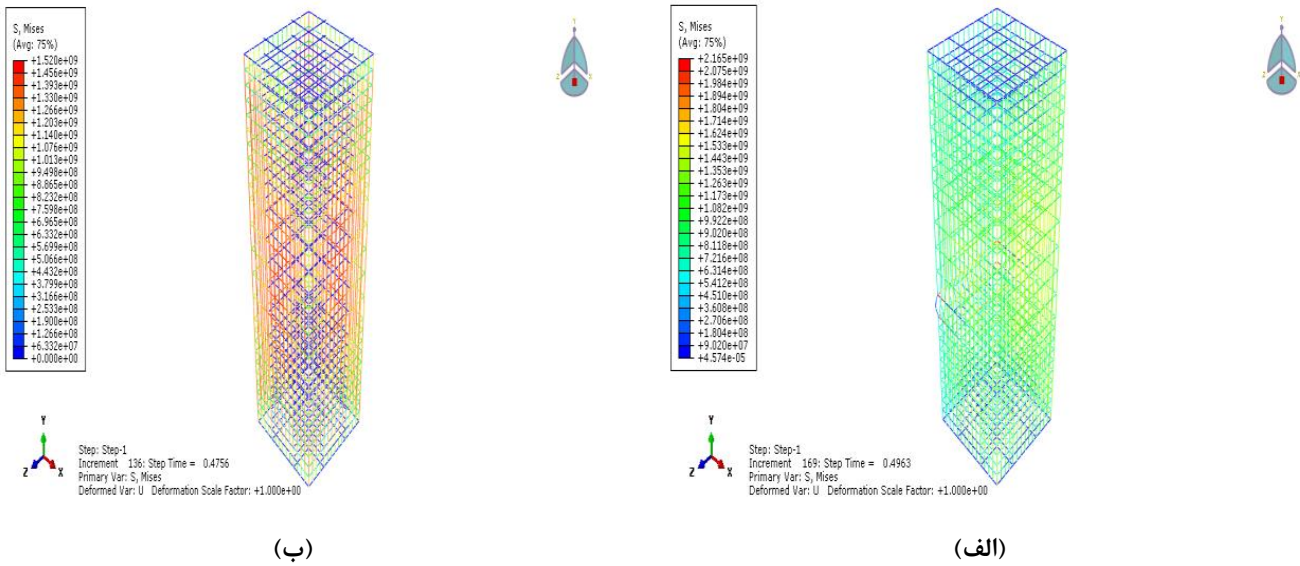 S, Mises
(Avg: 75%)
+1.520e+09
+1.456e+09
+1.393e+09
+1.330e+09
+1.266e+09
+1.203e+09
+1.140e+09
+1.076e+09
+1.013e+09
+9.498e+08
+8.865e+08
+8.232e+08
+7.598e+08
+6.965e+08
+6.332e+08
+5.699e+08
+5.066e+08
+4.432e+08
+3.799e+08
+3.166e+08
+2.533e+08
+1.900e+08
+1.266e+08
+6.332e+07
+0.000e+00
Y
Z X
Y
Z X
Step: Step-1
Increment 136: Step Time = 0.4756
Primary Var: S, Mises
Deformed Var: U Deformation Scale Factor: +1.000e+00
(ب)
S, Mises
(Avg: 75%)
+2.165e+09
+2.075e+09
+1.984e+09
+1.894e+09
+1.804e+09
+1.714e+09
+1.624e+09
+1.533e+09
+1.443e+09
+1.353e+09
+1.263e+09
+1.173e+09
+1.082e+09
+9.922e+08
+9.020e+08
+8.118e+08
+7.216e+08
+6.314e+08
+5.412e+08
+4.510e+08
+3.608e+08
+2.706e+08
+1.804e+08
+9.020e+07
+4.574e-05
Y
Z X
Y
Z X
Step: Step-1
Increment 169: Step Time = 0.4963
Primary Var: S, Mises
Deformed Var: U Deformation Scale Factor: +1.000e+00
(الف)